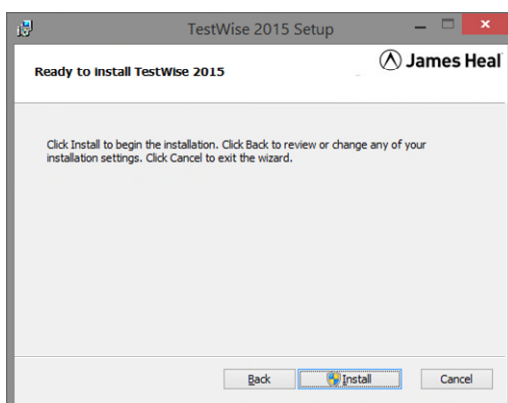 TestWise 2015 Setup
James Heal
Ready to install TestWise 2015
Click Install to begin the installation. Click Back to review or change any of your
installation settings. Click Cancel to exit the wizard.
Back Install Cancel